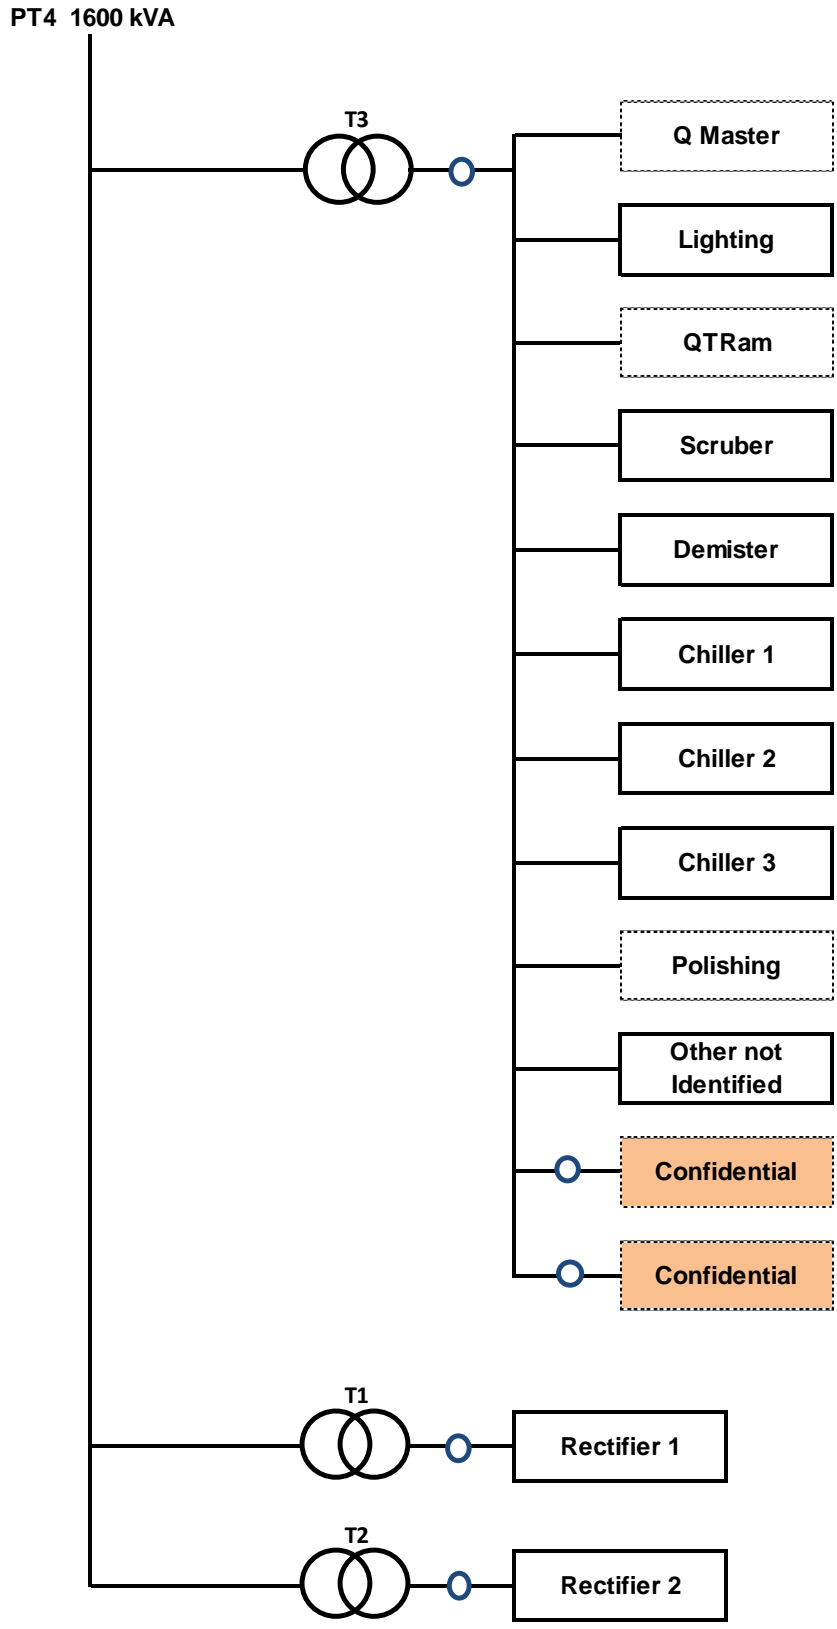 PT4 1600 kVA
T3
Q Master
Lighting
QTRam
Scruber
Demister
Chiller 1
Chiller 2
Chiller 3
Polishing
Other not
Identified
Confidential
Confidential
T1
Rectifier 1
T2
Rectifier 2